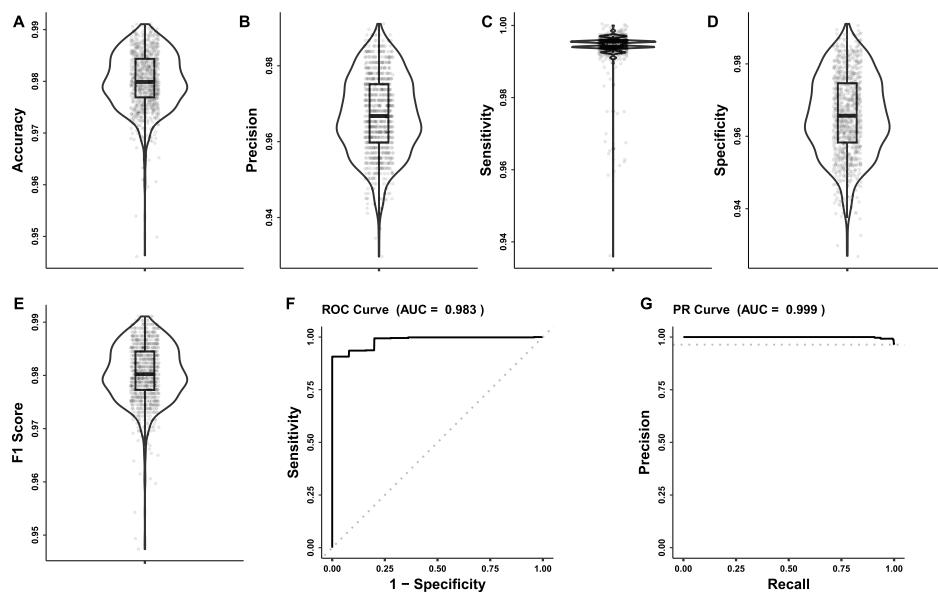 A
Accuracy
0.99
0.98
0.97
0.96
0.95
B
Precision
0.98
0.96
0.94
C
Sensitivity
1.00
0.98
0.96
0.94
D
Specificity
0.98
0.96
0.94
E
F1 Score
0.99
0.98
0.97
0.96
0.95
F
ROC Curve (AUC = 0.983 )
Sensitivity
1.00
0.75
0.50
0.25
0.00
0.00 0.25 0.50 0.75 1.00
1 − Specificity
G
PR Curve (AUC = 0.999 )
Precision
1.00
0.75
0.50
0.25
0.00
0.00 0.25 0.50 0.75 1.00
Recall